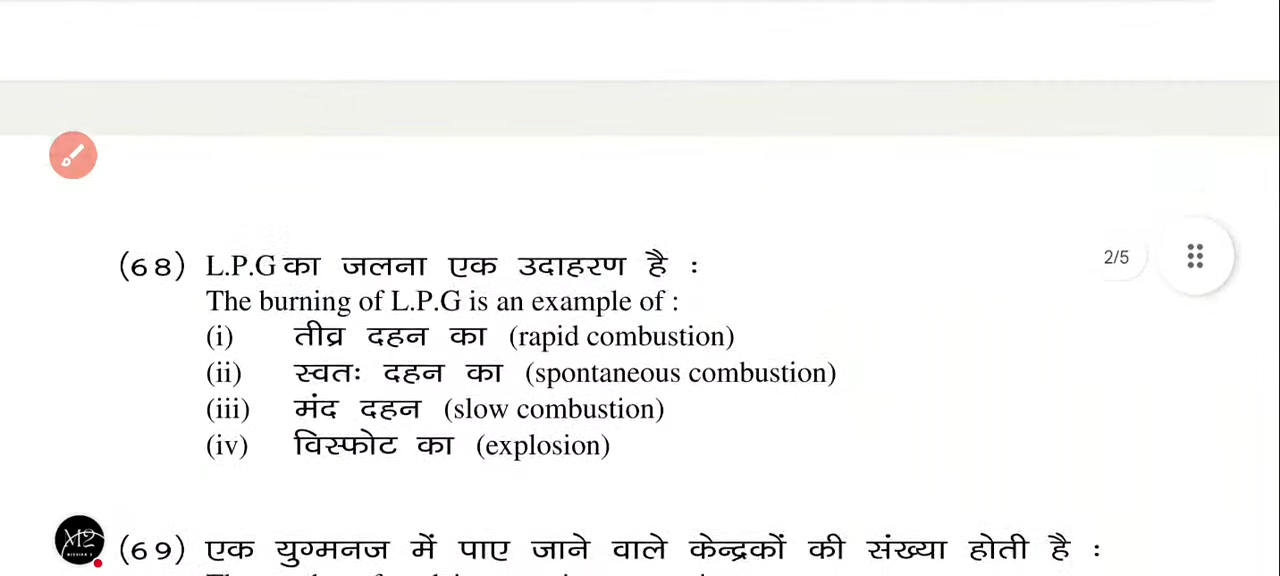 2/5
(68) L.P.G का जलना एक उदाहरण है :
The burning of L.P.G is an example of :
(i) तीव्र दहन का (rapid combustion)
(ii) स्वतः दहन का (spontaneous combustion)
(iii) मंद दहन (slow combustion)
(iv) विस्फोट का (explosion)
(69) एक युग्मनज में पाए जाने वाले केन्द्रकों की संख्या होती है :